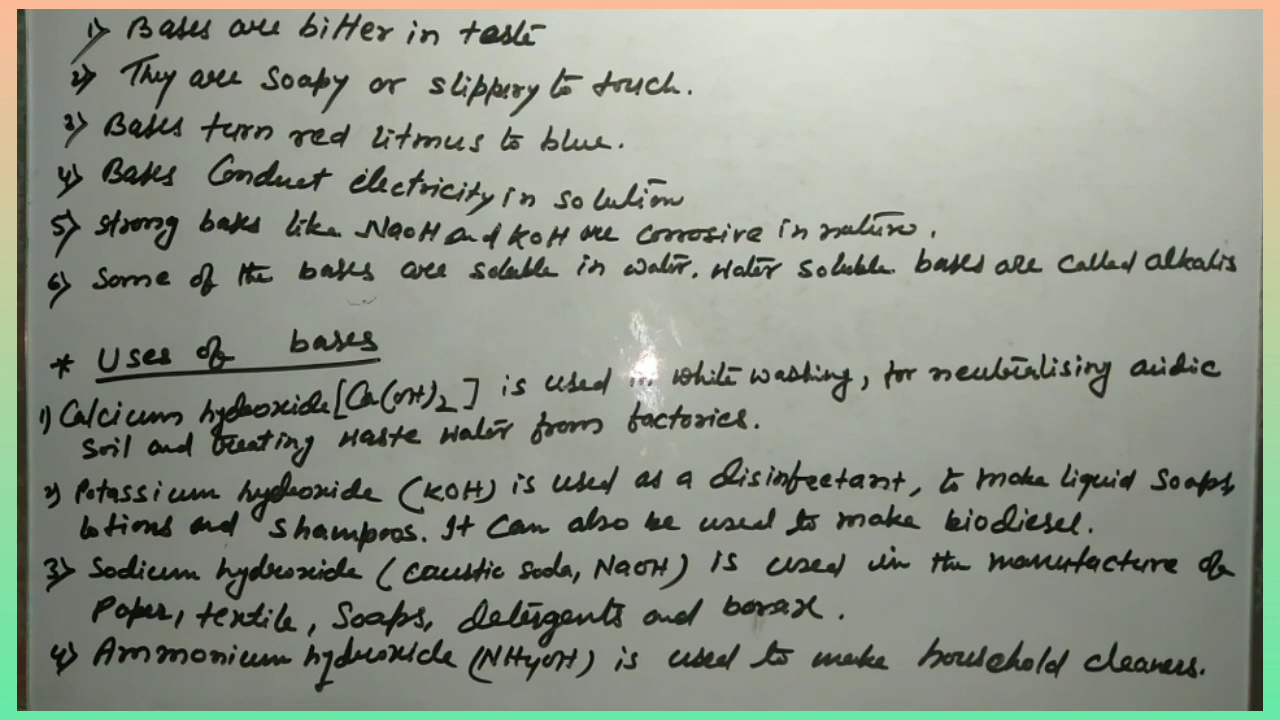 1) Bases are bitter in taste
2) They are soapy or slippery to touch.
3) Bases turn red litmus to blue.
4) Bases Conduct electricity in solution
5) strong bases like NaOH and KOH are corrosive in nature.
6) Some of the bases are soluble in water. water soluble bases are called alkalis
* Uses of bases
1) Calcium hydroxide [Ca(OH)2] is used in white washing, for neutralising acidic
soil and treating waste water from factories.
2) Potassium hydroxide (KOH) is used as a disinfectant, to make liquid soaps,
lotions and shampoos. It can also be used to make biodiesel.
3) Sodium hydroxide (caustic soda, NaOH) is used in the manufacture of
Paper, textile, soaps, detergents and borax.
4) Ammonium hydroxide (NH4OH) is used to make household cleaners.